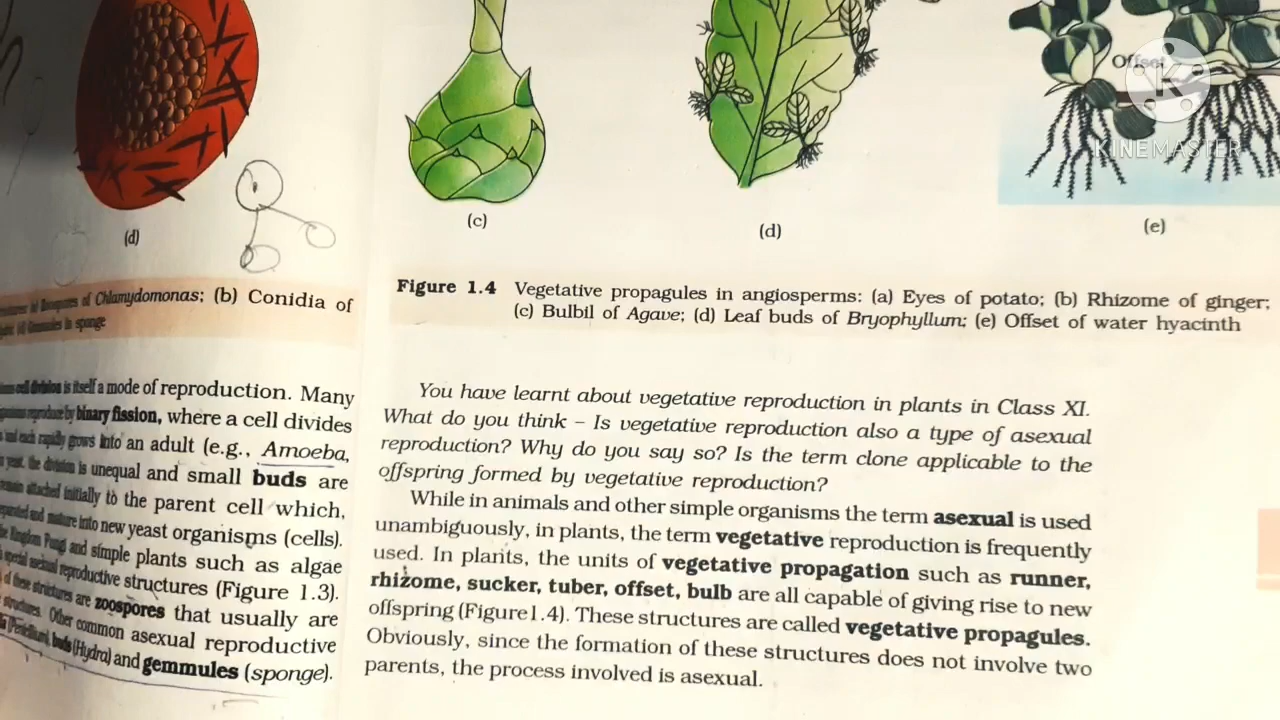 Offset
KINEMASTER
(d)
Chlamydomonas; (b) Conidia of
in sponge
cell division is itself a mode of reproduction. Many
reproduce by binary fission, where a cell divides
and each rapidly grows into an adult (e.g., Amoeba,
yeast, the division is unequal and small buds are
remain attached initially to the parent cell which,
separated and mature into new yeast organisms (cells).
Kingdom Fungi and simple plants such as algae
special asexual reproductive structures (Figure 1.3).
of these structures are zoospores that usually are
structures. Other common asexual reproductive
(Penicillium), buds (Hydra) and gemmules (sponge).
(c)
(d)
(e)
Figure 1.4 Vegetative propagules in angiosperms: (a) Eyes of potato; (b) Rhizome of ginger;
(c) Bulbil of Agave; (d) Leaf buds of Bryophyllum; (e) Offset of water hyacinth
You have learnt about vegetative reproduction in plants in Class XI.
What do you think – Is vegetative reproduction also a type of asexual
reproduction? Why do you say so? Is the term clone applicable to the
offspring formed by vegetative reproduction?
While in animals and other simple organisms the term asexual is used
unambiguously, in plants, the term vegetative reproduction is frequently
used. In plants, the units of vegetative propagation such as runner,
rhizome, sucker, tuber, offset, bulb are all capable of giving rise to new
offspring (Figure1.4). These structures are called vegetative propagules.
Obviously, since the formation of these structures does not involve two
parents, the process involved is asexual.